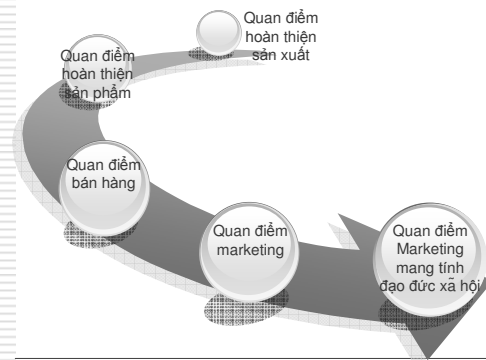 Quan điểm
hoàn thiện
sản xuất
Quan điểm
hoàn thiện
sản phẩm
Quan điểm
bán hàng
Quan điểm
marketing
Quan điểm
Marketing
mang tính
đạo đức xã hội